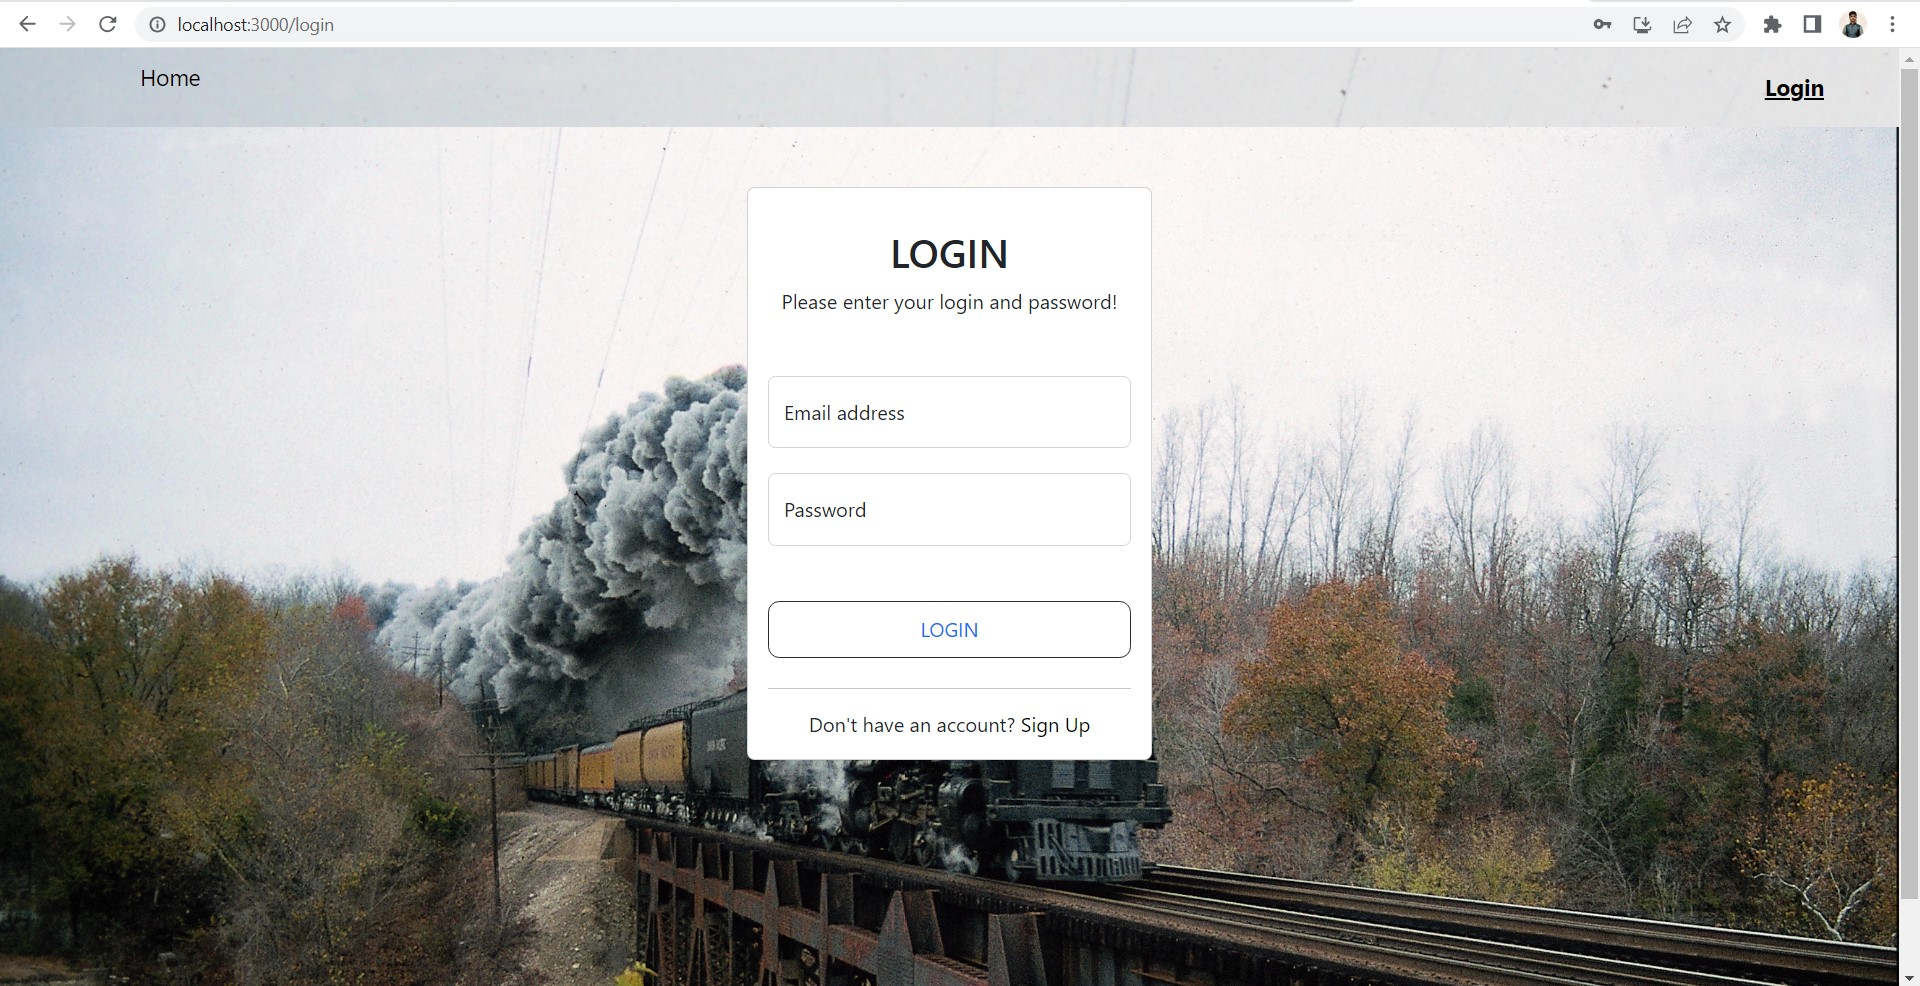 localhost:3000/login
Home
Login
LOGIN
Please enter your login and password!
Email address
Password
LOGIN
Don't have an account? Sign Up